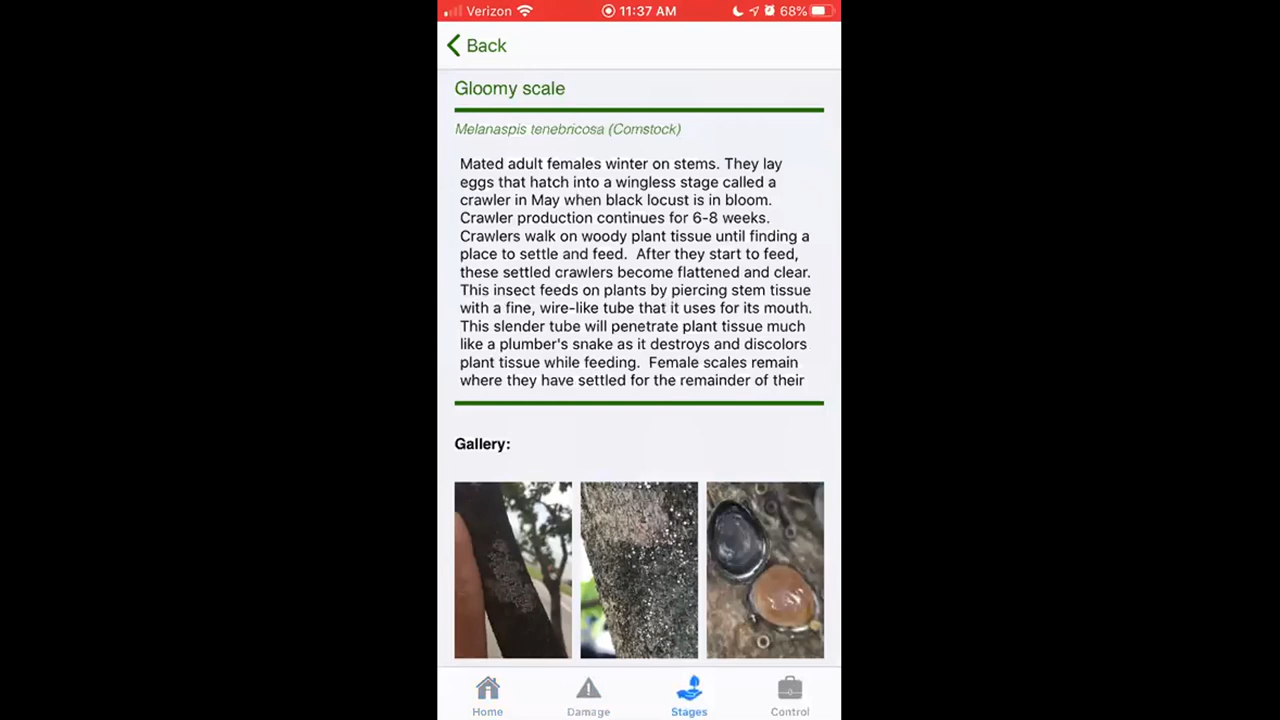 Verizon 11:37 AM 68%
Back
Gloomy scale
Melanaspis tenebricosa (Comstock)
Mated adult females winter on stems. They lay
eggs that hatch into a wingless stage called a
crawler in May when black locust is in bloom.
Crawler production continues for 6-8 weeks.
Crawlers walk on woody plant tissue until finding a
place to settle and feed.  After they start to feed,
these settled crawlers become flattened and clear.
This insect feeds on plants by piercing stem tissue
with a fine, wire-like tube that it uses for its mouth.
This slender tube will penetrate plant tissue much
like a plumber's snake as it destroys and discolors
plant tissue while feeding.  Female scales remain
where they have settled for the remainder of their
Gallery:
Home Damage Stages Control